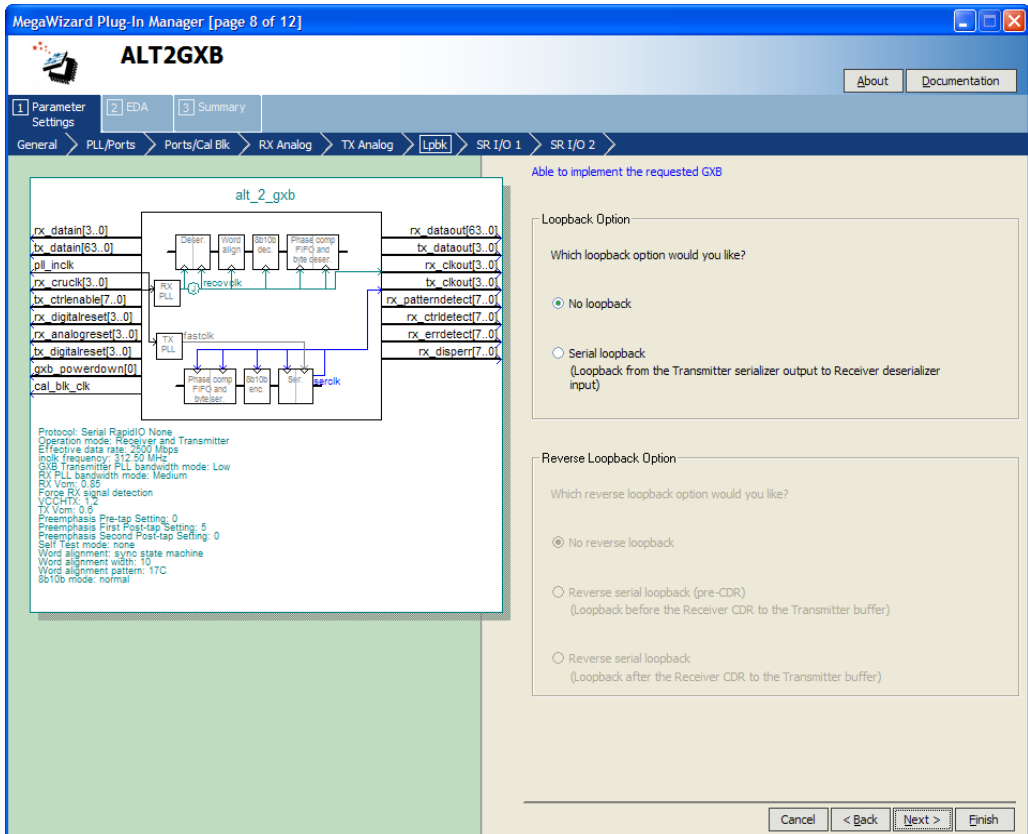 MegaWizard Plug-In Manager [page 8 of 12]
ALT2GXB
About
Documentation
1 Parameter Settings
2 EDA
3 Summary
General
PLL/Ports
Ports/Cal Blk
RX Analog
TX Analog
Lpbk
SR I/O 1
SR I/O 2
Able to implement the requested GXB
alt_2_gxb
rx_datain[3..0]
tx_datain[63..0]
pll_inclk
rx_cruclk[3..0]
tx_ctrlenable[7..0]
rx_digitalreset[3..0]
rx_analogreset[3..0]
tx_digitalreset[3..0]
gxb_powerdown[0]
cal_blk_clk
Deser.
Word align
8b10b dec.
Phase comp FIFO and byte deser.
RX PLL
recovclk
TX PLL
fastclk
Phase comp FIFO and byte ser.
8b10b enc.
Ser.
serclk
rx_dataout[63..0]
tx_dataout[3..0]
rx_clkout[3..0]
tx_clkout[3..0]
rx_patterndetect[7..0]
rx_ctrldetect[7..0]
rx_errdetect[7..0]
rx_disperr[7..0]
Protocol: Serial RapidIO None
Operation mode: Receiver and Transmitter
Effective data rate: 2500 Mbps
inclk frequency: 312.50 MHz
GXB Transmitter PLL bandwidth mode: Low
RX PLL bandwidth mode: Medium
RX Vcm: 0.85
Force RX signal detection
VCCHTX: 1.2
TX Vcm: 0.6
Preemphasis Pre-tap Setting: 0
Preemphasis First Post-tap Setting: 5
Preemphasis Second Post-tap Setting: 0
Self Test mode: none
Word alignment: sync state machine
Word alignment width: 10
Word alignment pattern: 17C
8b10b mode: normal
Loopback Option
Which loopback option would you like?
No loopback
Serial loopback
(Loopback from the Transmitter serializer output to Receiver deserializer
input)
Reverse Loopback Option
Which reverse loopback option would you like?
No reverse loopback
Reverse serial loopback (pre-CDR)
(Loopback before the Receiver CDR to the Transmitter buffer)
Reverse serial loopback
(Loopback after the Receiver CDR to the Transmitter buffer)
Cancel
< Back
Next >
Finish